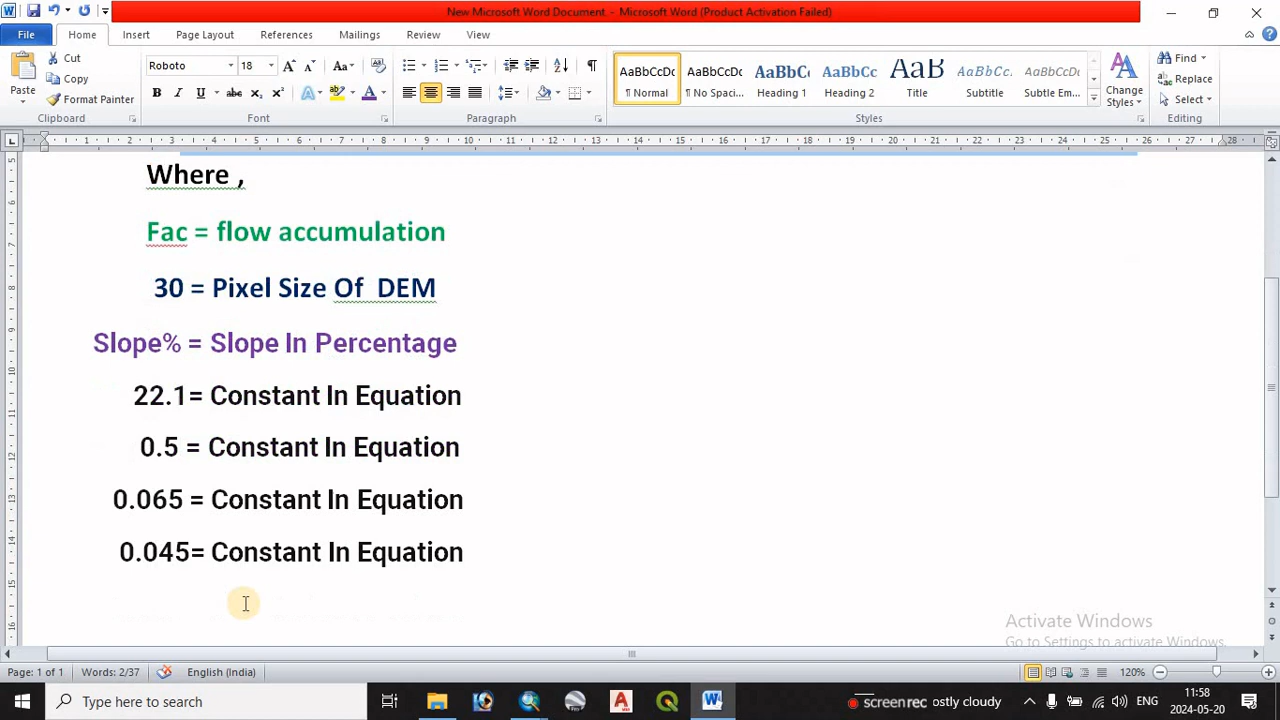 New Microsoft Word Document - Microsoft Word (Product Activation Failed)
File Home Insert Page Layout References Mailings Review View
Paste
Cut
Copy
Format Painter
Clipboard
Roboto 18
Font
Paragraph
AaBbCcDc AaBbCcDc AaBbC AaBbCc AaB AaBbCcL AaBbCcDc
¶ Normal ¶ No Spaci... Heading 1 Heading 2 Title Subtitle Subtle Em...
Styles
Change Styles
Find
Replace
Select
Editing
Where ,
Fac = flow accumulation
30 = Pixel Size Of DEM
Slope% = Slope In Percentage
22.1= Constant In Equation
0.5 = Constant In Equation
0.065 = Constant In Equation
0.045= Constant In Equation
Activate Windows
Go to Settings to activate Windows.
Page: 1 of 1 Words: 2/37 English (India) 120%
Type here to search
screenrec ostly cloudy
ENG
11:58
2024-05-20